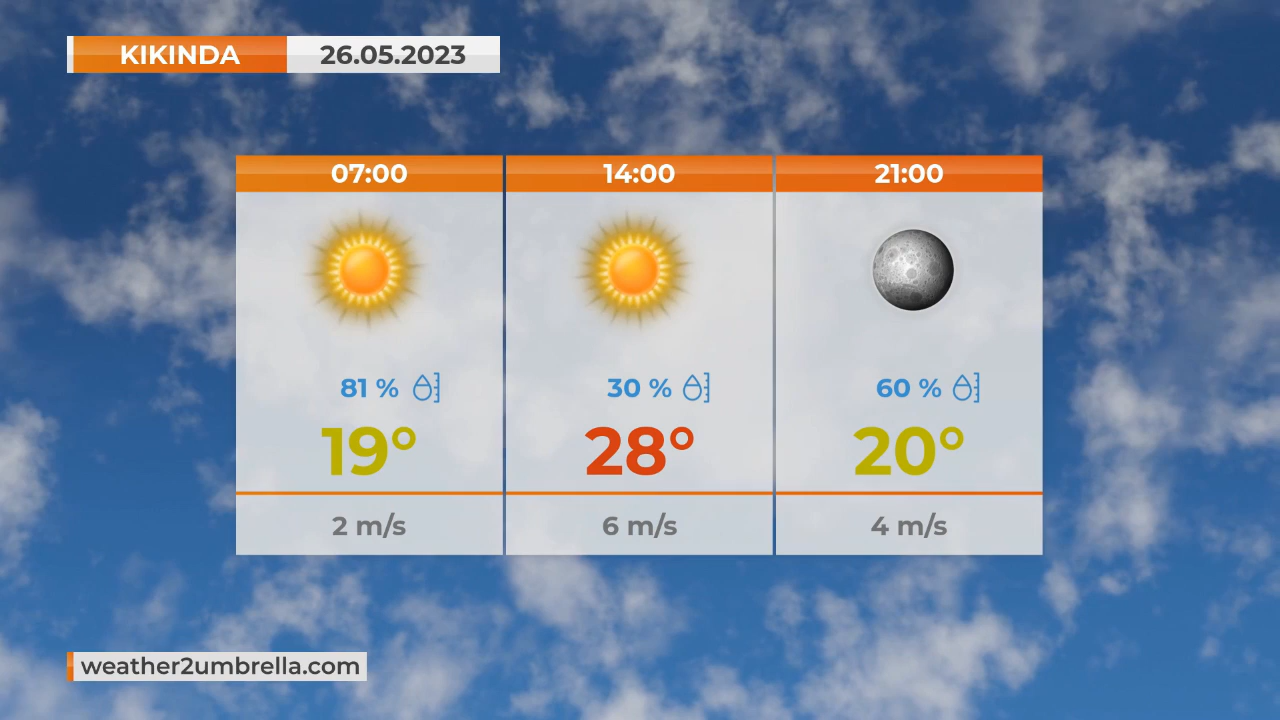 KIKINDA 26.05.2023
07:00 14:00 21:00
81 % 30 % 60 %
19° 28° 20°
2 m/s 6 m/s 4 m/s
weather2umbrella.com